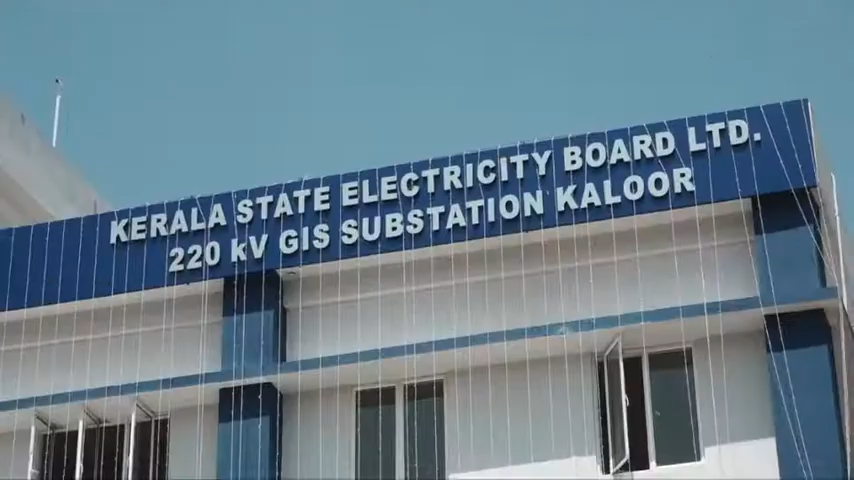 KERALA STATE ELECTRICITY BOARD LTD.
220 kV GIS SUBSTATION KALOOR